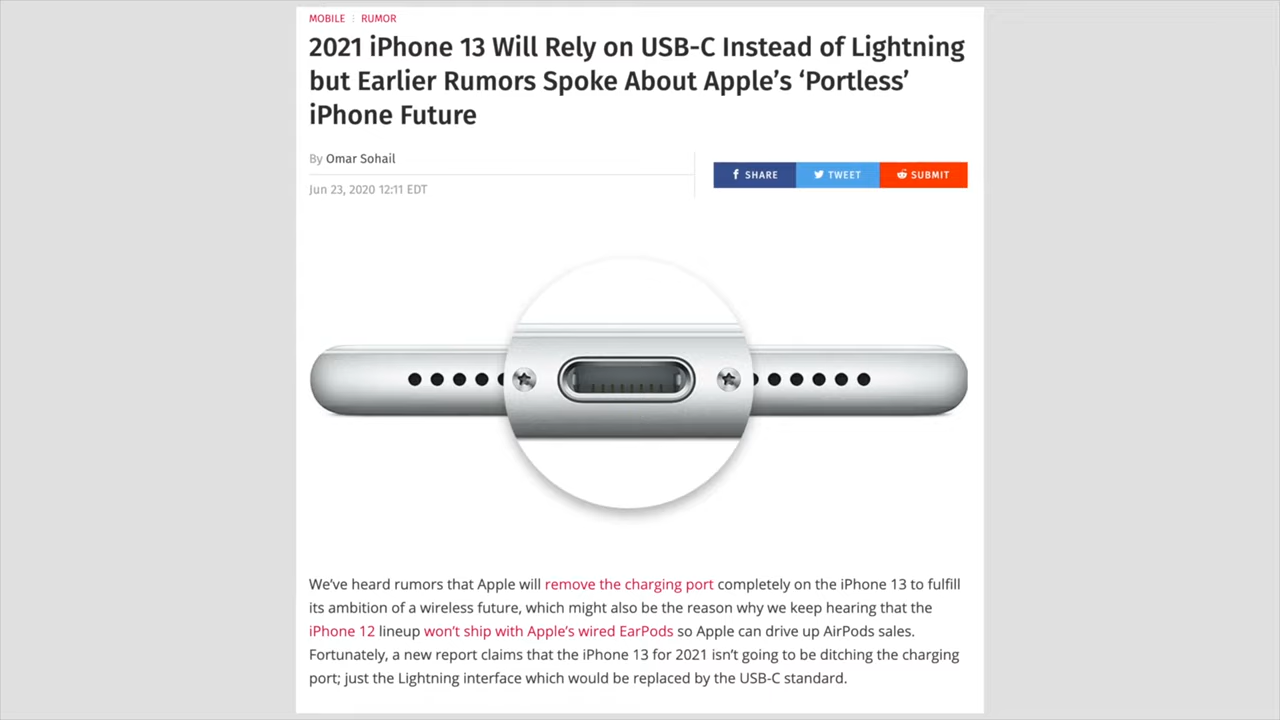 MOBILE ⋮ RUMOR
2021 iPhone 13 Will Rely on USB-C Instead of Lightning
but Earlier Rumors Spoke About Apple’s ‘Portless’
iPhone Future
By Omar Sohail
SHARE TWEET SUBMIT
Jun 23, 2020 12:11 EDT
We’ve heard rumors that Apple will remove the charging port completely on the iPhone 13 to fulfill
its ambition of a wireless future, which might also be the reason why we keep hearing that the
iPhone 12 lineup won’t ship with Apple’s wired EarPods so Apple can drive up AirPods sales.
Fortunately, a new report claims that the iPhone 13 for 2021 isn’t going to be ditching the charging
port; just the Lightning interface which would be replaced by the USB-C standard.